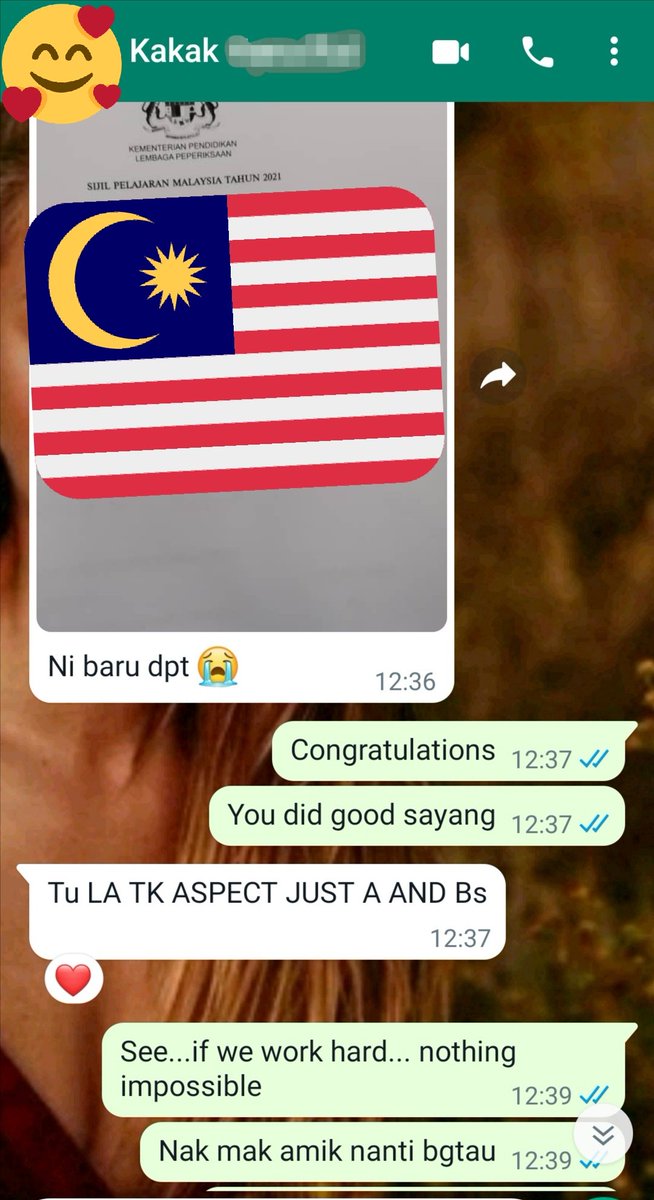 Kakak
KEMENTERIAN PENDIDIKAN
LEMBAGA PEPERIKSAAN
SIJIL PELAJARAN MALAYSIA TAHUN 2021
Ni baru dpt 😭
12:36
Congratulations 12:37
You did good sayang 12:37
Tu LA TK ASPECT JUST A AND Bs
12:37
See...if we work hard... nothing
impossible 12:39
Nak mak amik nanti bgtau 12:39